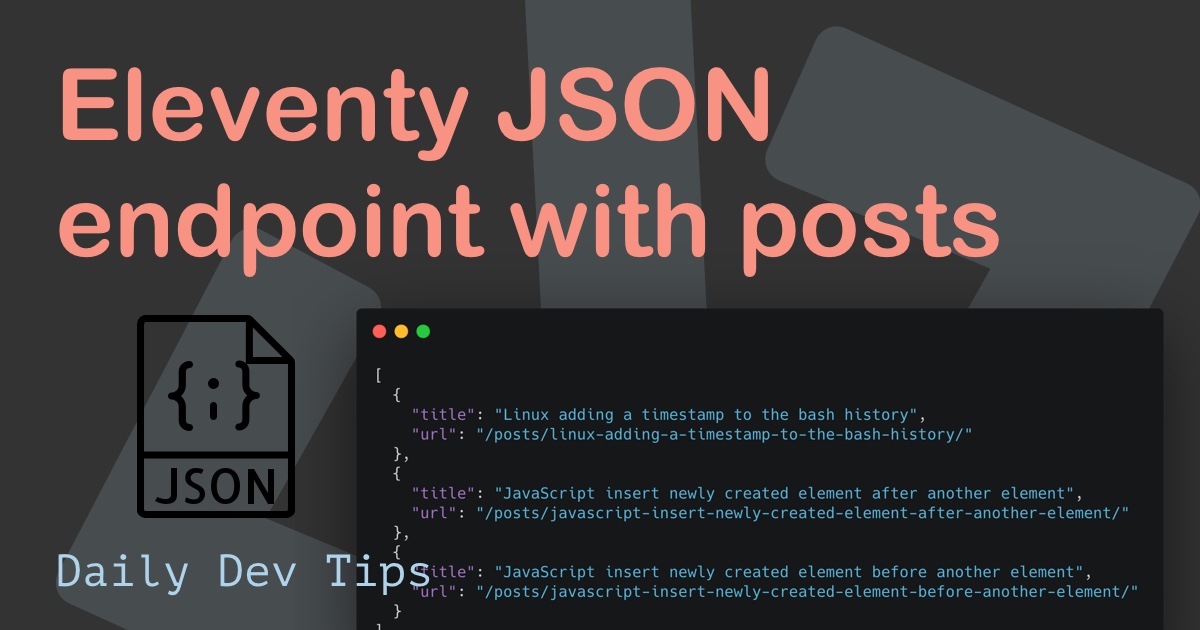 Eleventy JSON
endpoint with posts
{;}
JSON
Daily Dev Tips
[
{
"title": "Linux adding a timestamp to the bash history",
"url": "/posts/linux-adding-a-timestamp-to-the-bash-history/"
},
{
"title": "JavaScript insert newly created element after another element",
"url": "/posts/javascript-insert-newly-created-element-after-another-element/"
},
{
"title": "JavaScript insert newly created element before another element",
"url": "/posts/javascript-insert-newly-created-element-before-another-element/"
}
]